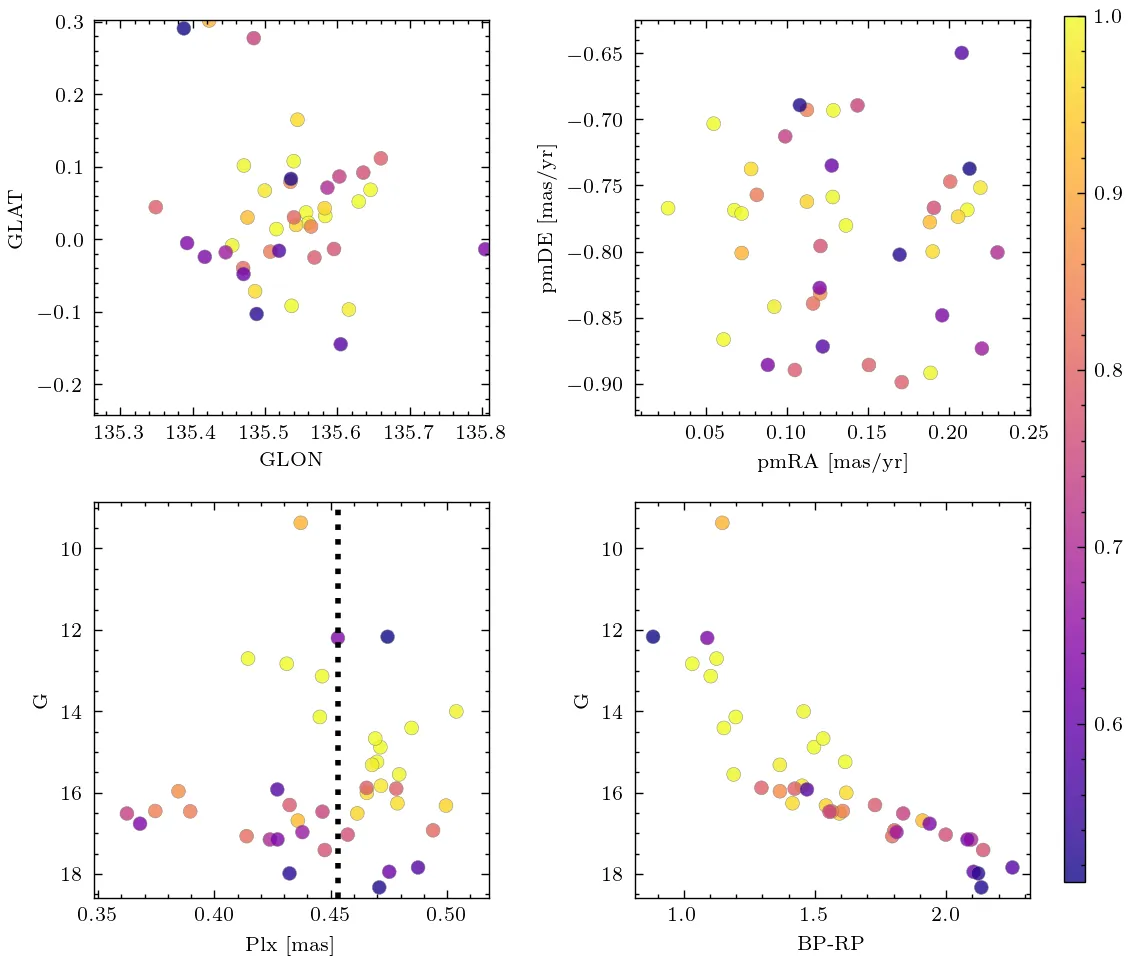 0.3
0.2
0.1
0.0
−0.1
−0.2
GLAT
135.3 135.4 135.5 135.6 135.7 135.8
GLON
−0.65
−0.70
−0.75
−0.80
−0.85
−0.90
pmDE [mas/yr]
0.05 0.10 0.15 0.20 0.25
pmRA [mas/yr]
1.0
0.9
0.8
0.7
0.6
10
12
14
16
18
G
0.35 0.40 0.45 0.50
Plx [mas]
10
12
14
16
18
G
1.0 1.5 2.0
BP-RP